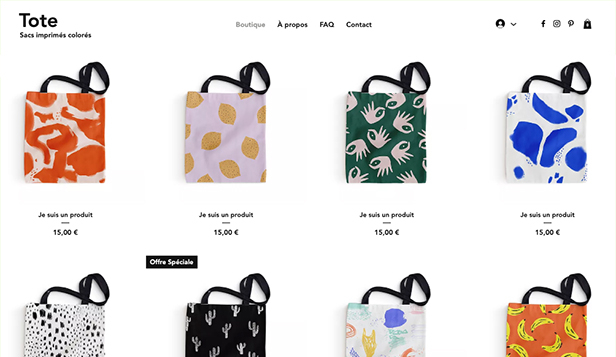 Tote
Sacs imprimés colorés
Boutique À propos FAQ Contact
Je suis un produit
15,00 €
Je suis un produit
15,00 €
Je suis un produit
15,00 €
Je suis un produit
15,00 €
Offre Spéciale